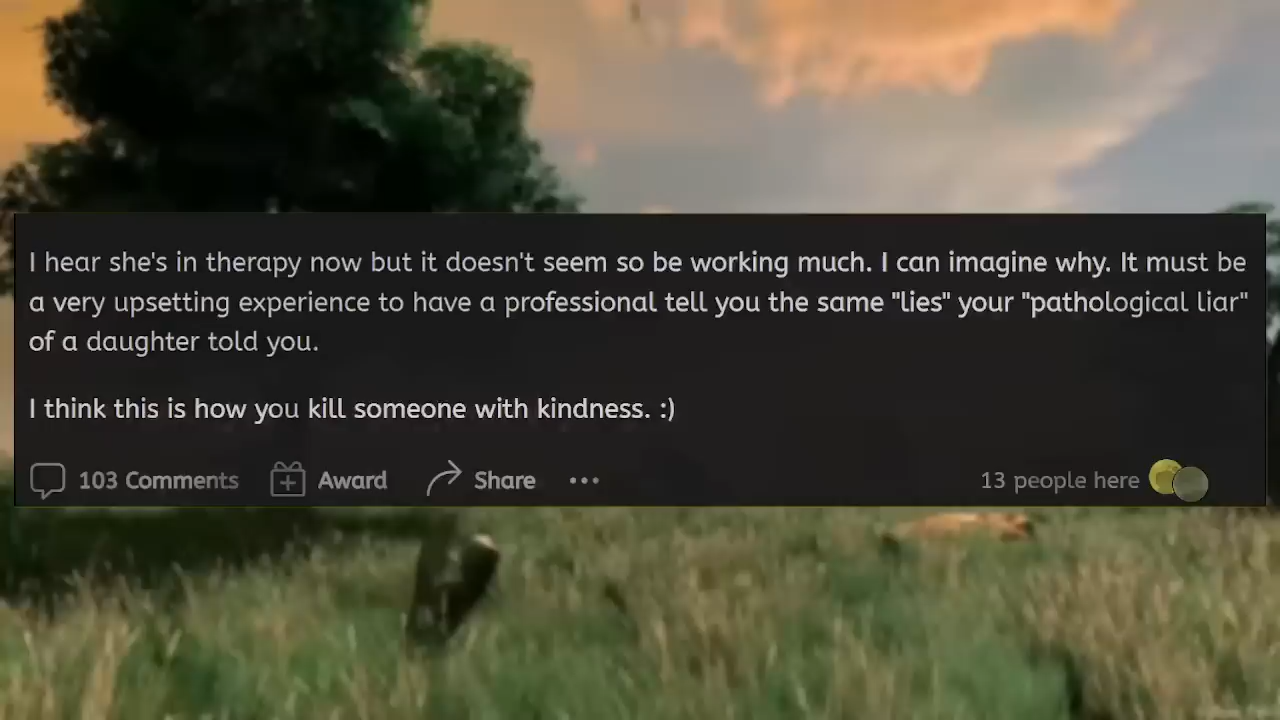 I hear she's in therapy now but it doesn't seem so be working much. I can imagine why. It must be
a very upsetting experience to have a professional tell you the same "lies" your "pathological liar"
of a daughter told you.
I think this is how you kill someone with kindness. :)
103 Comments Award Share 13 people here